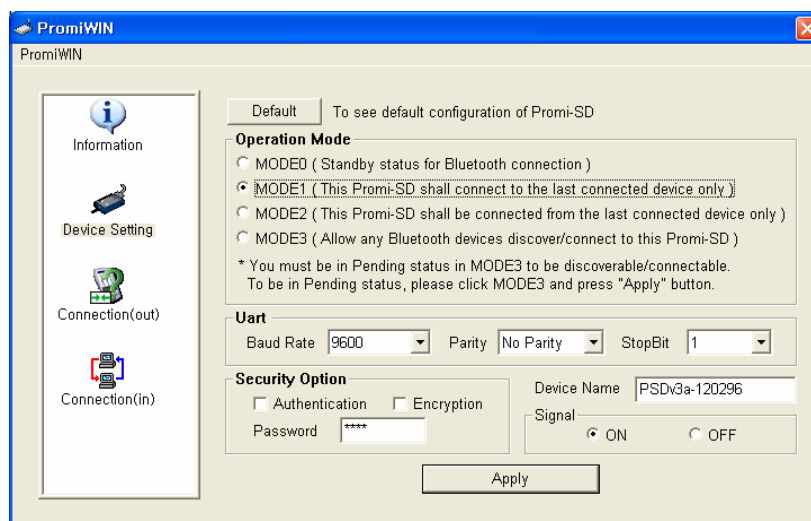 PromiWIN
PromiWIN
Information
Device Setting
Connection(out)
Connection(in)
Default To see default configuration of Promi-SD
Operation Mode
MODE0 ( Standby status for Bluetooth connection )
MODE1 ( This Promi-SD shall connect to the last connected device only )
MODE2 ( This Promi-SD shall be connected from the last connected device only )
MODE3 ( Allow any Bluetooth devices discover/connect to this Promi-SD )
* You must be in Pending status in MODE3 to be discoverable/connectable.
To be in Pending status, please click MODE3 and press "Apply" button.
Uart
Baud Rate 9600 Parity No Parity StopBit 1
Security Option
Authentication Encryption
Password ****
Device Name PSDv3a-120296
Signal
ON OFF
Apply